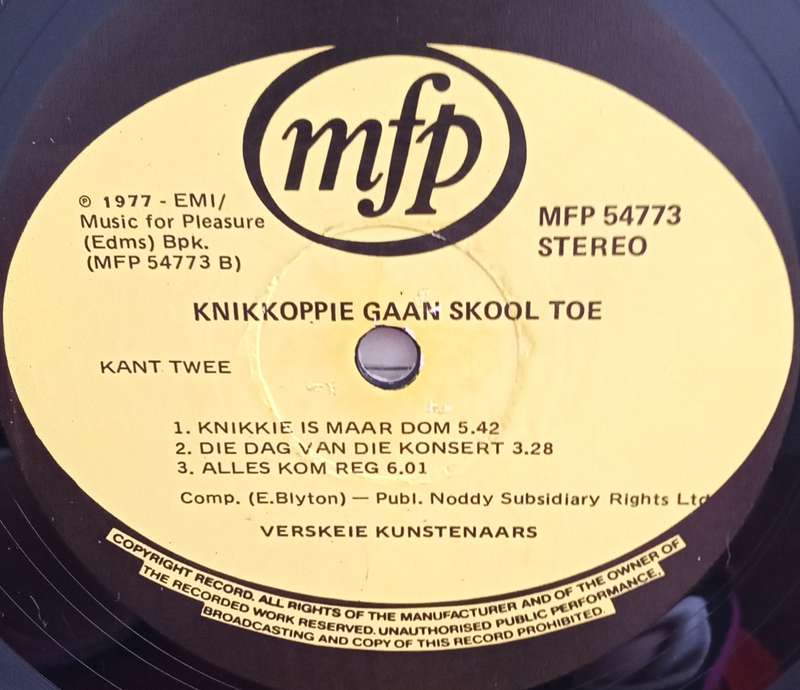 mfp
℗ 1977 - EMI/
Music for Pleasure
(Edms) Bpk.
(MFP 54773 B)
MFP 54773
STEREO
KNIKKOPPIE GAAN SKOOL TOE
KANT TWEE
1. KNIKKIE IS MAAR DOM 5.42
2. DIE DAG VAN DIE KONSERT 3.28
3. ALLES KOM REG 6.01
Comp. (E.Blyton) — Publ. Noddy Subsidiary Rights Ltd
VERSKEIE KUNSTENAARS
COPYRIGHT RECORD. ALL RIGHTS OF THE MANUFACTURER AND OF THE OWNER OF
THE RECORDED WORK RESERVED. UNAUTHORISED PUBLIC PERFORMANCE,
BROADCASTING AND COPY OF THIS RECORD PROHIBITED.